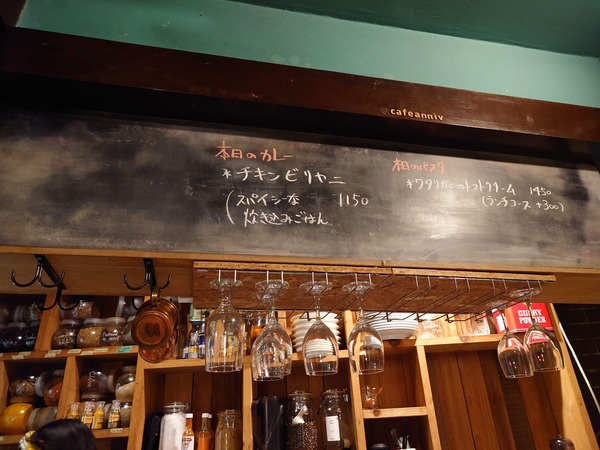 cafeanniv
本日のカレー
*チキンビリヤニ
(スパイシーな 1150
炊き込みごはん
本日のパスタ
*ワタリガニのトマトクリーム 1450
(ランチコース +300)
CURRY
POWDER